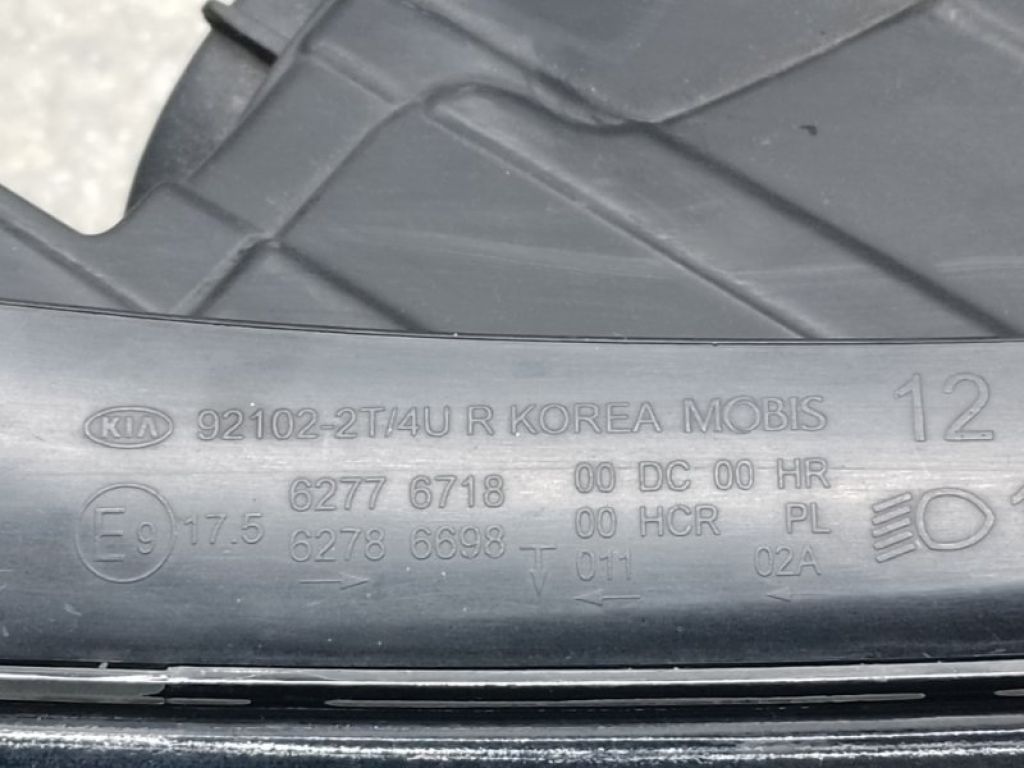 KIA 92102-2T/4U R KOREA MOBIS 12
6277 6718 00 DC 00 HR
E9 17.5 6278 6698 00 HCR PL
T 011 02A